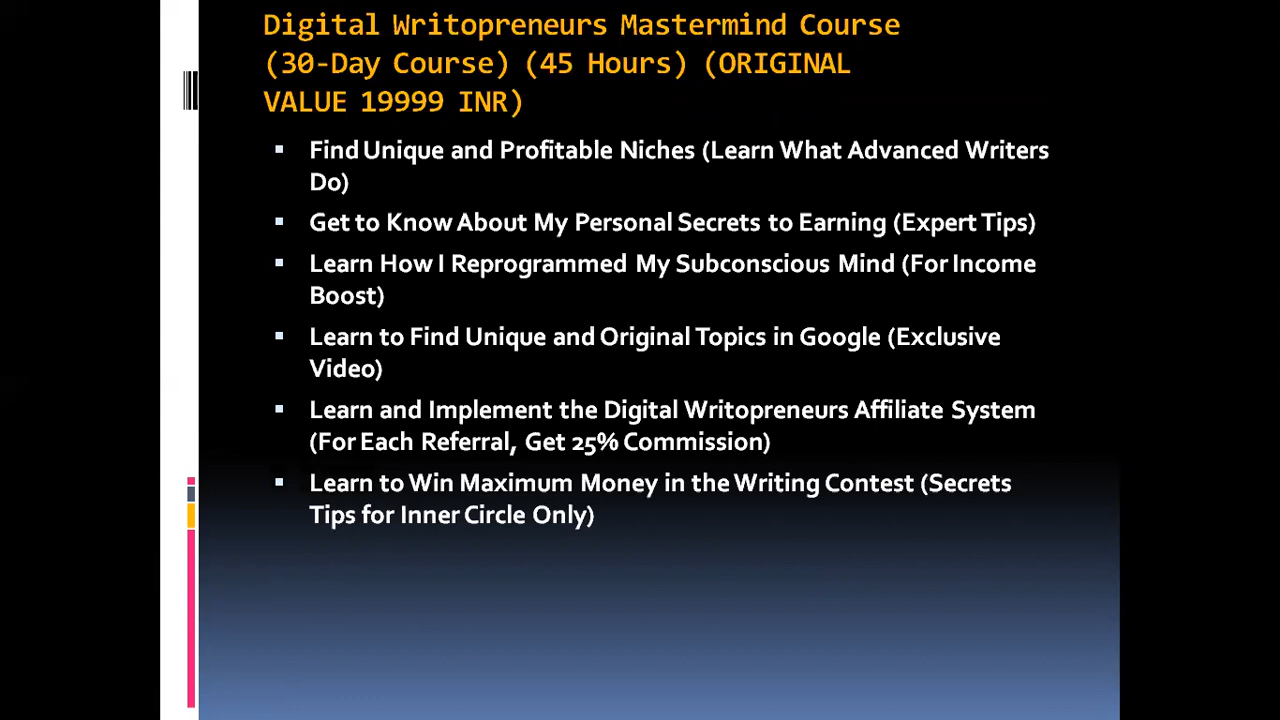 Digital Writopreneurs Mastermind Course
(30-Day Course) (45 Hours) (ORIGINAL
VALUE 19999 INR)
Find Unique and Profitable Niches (Learn What Advanced Writers
Do)
Get to Know About My Personal Secrets to Earning (Expert Tips)
Learn How I Reprogrammed My Subconscious Mind (For Income
Boost)
Learn to Find Unique and Original Topics in Google (Exclusive
Video)
Learn and Implement the Digital Writopreneurs Affiliate System
(For Each Referral, Get 25% Commission)
Learn to Win Maximum Money in the Writing Contest (Secrets
Tips for Inner Circle Only)